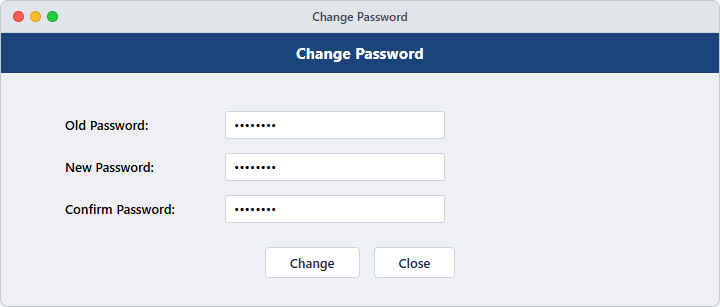 Change Password
Change Password
Old Password: ••••••••
New Password: ••••••••
Confirm Password: ••••••••
Change Close